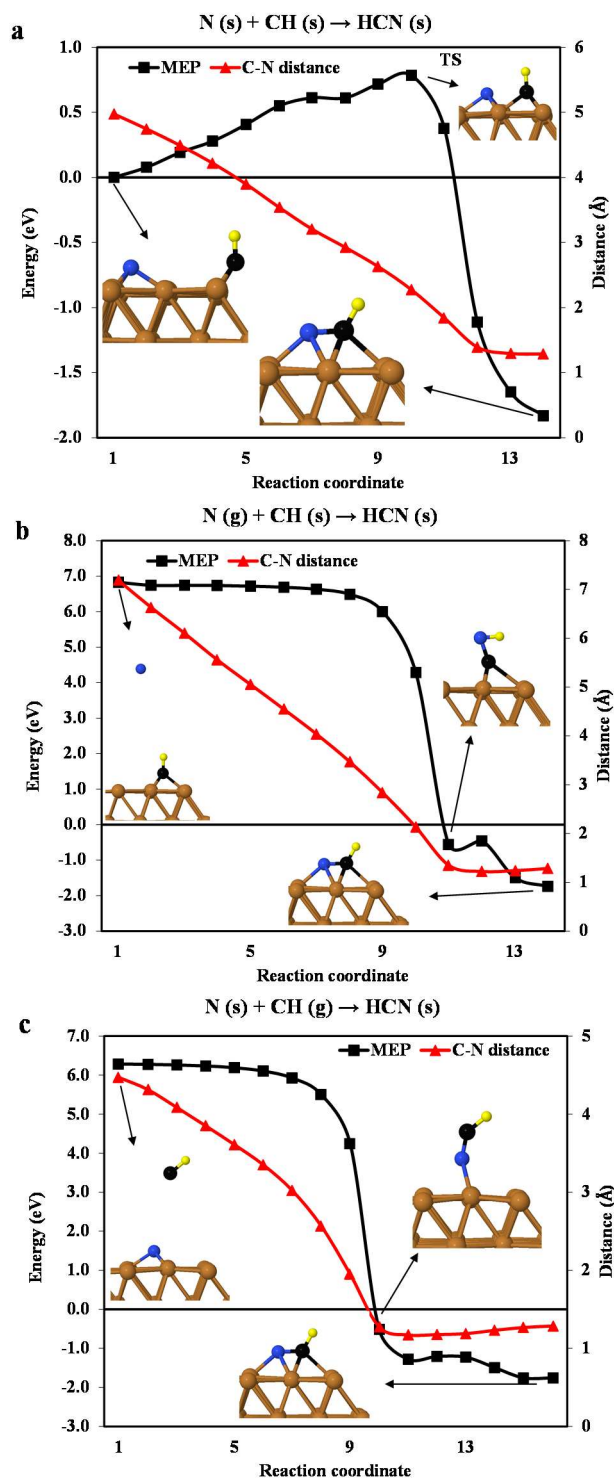 a
N (s) + CH (s) → HCN (s)
MEP
C-N distance
TS
1.0
0.5
0.0
-0.5
-1.0
-1.5
-2.0
Energy (eV)
6
5
4
3
2
1
0
Distance (Å)
1 5 9 13
Reaction coordinate
b
N (g) + CH (s) → HCN (s)
MEP
C-N distance
8.0
7.0
6.0
5.0
4.0
3.0
2.0
1.0
0.0
-1.0
-2.0
-3.0
Energy (eV)
8
7
6
5
4
3
2
1
0
Distance (Å)
1 5 9 13
Reaction coordinate
c
N (s) + CH (g) → HCN (s)
MEP
C-N distance
7.0
6.0
5.0
4.0
3.0
2.0
1.0
0.0
-1.0
-2.0
-3.0
Energy (eV)
5
4
3
2
1
0
Distance (Å)
1 5 9 13
Reaction coordinate